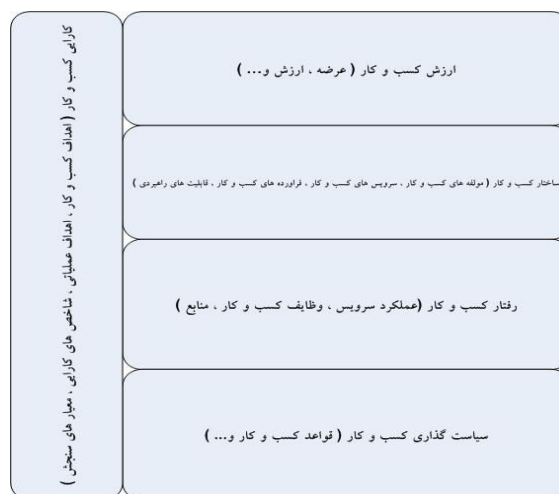 ارزش کسب و کار ( عرضه ، ارزش و... )
ساختار کسب و کار ( مولفه های کسب و کار ، سرویس های کسب و کار ، فراورده های کسب و کار ، قابلیت های راهبردی )
رفتار کسب و کار (عملکرد سرویس ، وظایف کسب و کار ، منابع )
سیاست گذاری کسب و کار ( قواعد کسب و کار و... )
کارایی کسب و کار ( اهداف کسب و کار ، اهداف عملیاتی ، شاخص های کارایی ، معیار های سنجش )